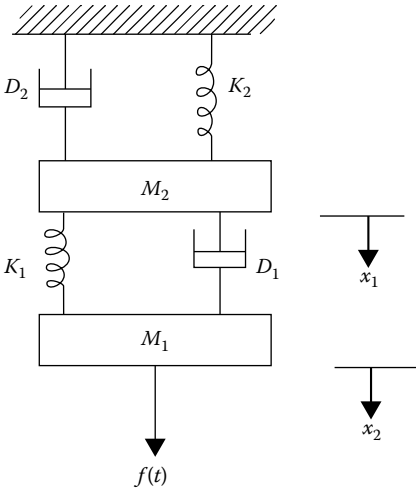 D₂
K₂
M₂
K₁
D₁
x₁
M₁
x₂
f(t)